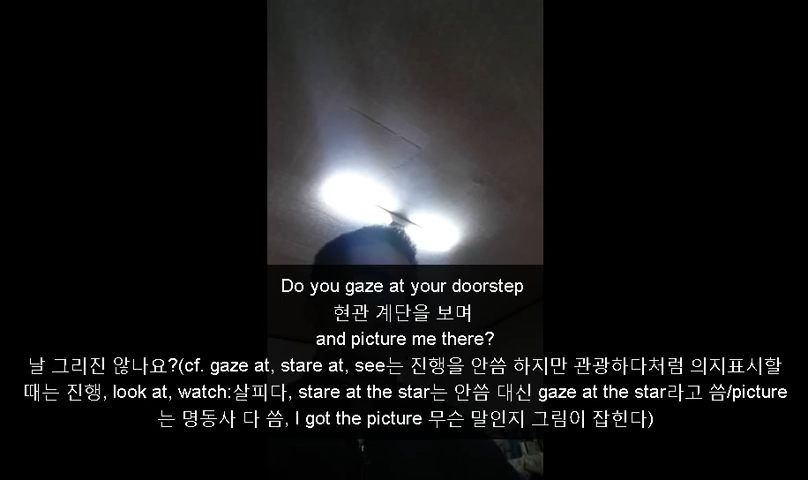 Do you gaze at your doorstep
현관 계단을 보며
and picture me there?
날 그리진 않나요?(cf. gaze at, stare at, see는 진행을 안씀 하지만 관광하다처럼 의지표시할
때는 진행, look at, watch:살피다, stare at the star는 안씀 대신 gaze at the star라고 씀/picture
는 명동사 다 씀, I got the picture 무슨 말인지 그림이 잡힌다)